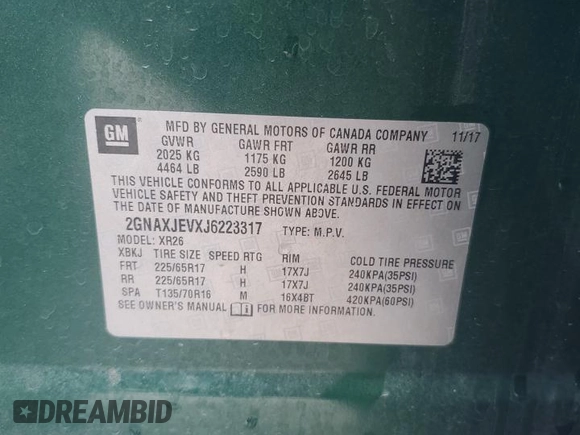 GM
MFD BY GENERAL MOTORS OF CANADA COMPANY 11/17
GVWR GAWR FRT GAWR RR
2025 KG 1175 KG 1200 KG
4464 LB 2590 LB 2645 LB
THIS VEHICLE CONFORMS TO ALL APPLICABLE U.S. FEDERAL MOTOR
VEHICLE SAFETY AND THEFT PREVENTION STANDARDS IN EFFECT ON
THE DATE OF MANUFACTURE SHOWN ABOVE.
2GNAXJEVXJ6223317 TYPE: M.P.V.
MODEL: XR26
XBKJ TIRE SIZE SPEED RTG RIM COLD TIRE PRESSURE
FRT 225/65R17 H 17X7J 240KPA(35PSI)
RR 225/65R17 H 17X7J 240KPA(35PSI)
SPA T135/70R16 M 16X4BT 420KPA(60PSI)
SEE OWNER'S MANUAL FOR MORE INFORMATION.
DREAMBID